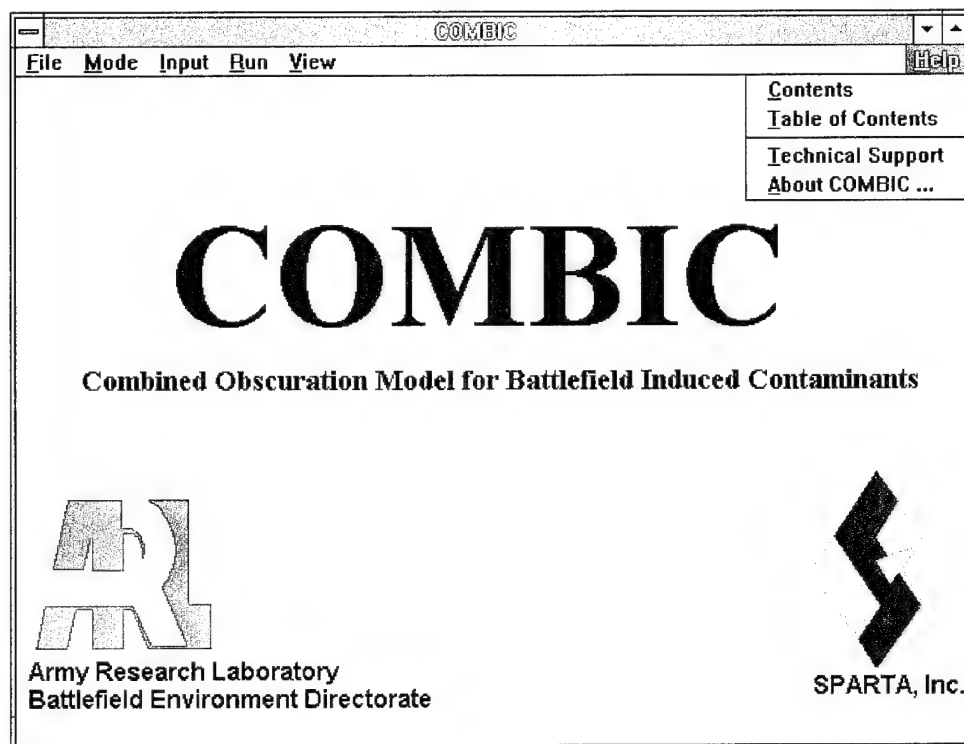 COMBIC
File Mode Input Run View Help
Contents
Table of Contents
Technical Support
About COMBIC ...
COMBIC
Combined Obscuration Model for Battlefield Induced Contaminants
ARL
Army Research Laboratory
Battlefield Environment Directorate
SPARTA, Inc.